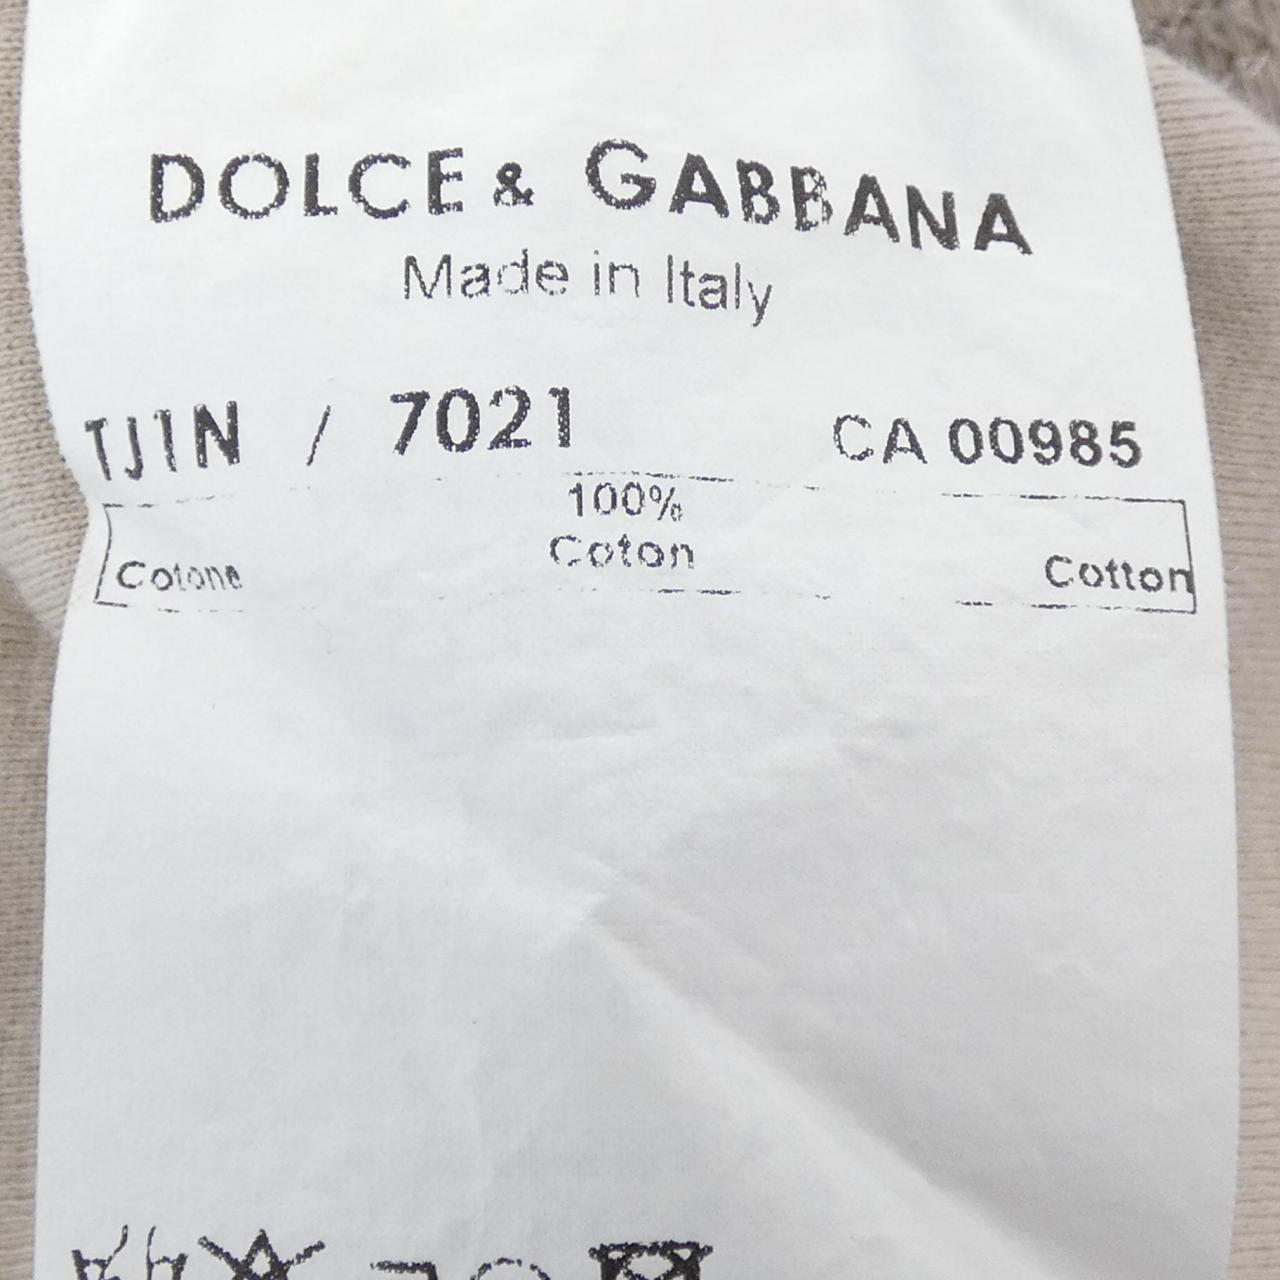 DOLCE & GABBANA
Made in Italy
TJ1N / 7021 CA 00985
100%
Cotone Coton Cotton